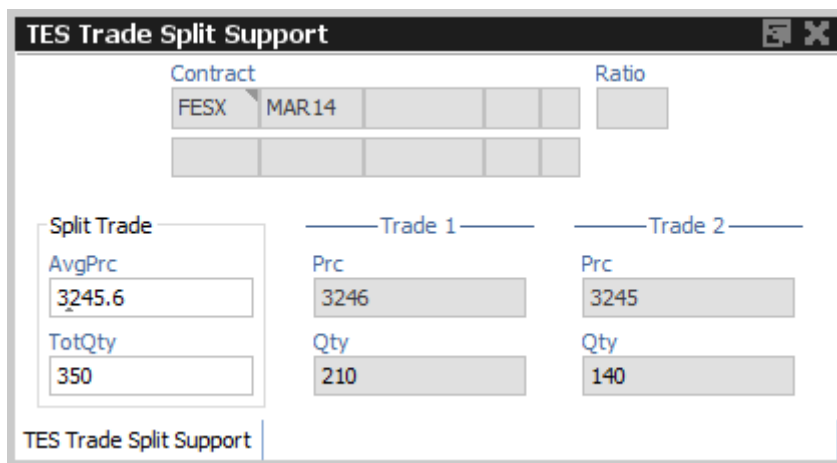 TES Trade Split Support
Contract Ratio
FESX MAR14
Split Trade Trade 1 Trade 2
AvgPrc Prc Prc
3245.6 3246 3245
TotQty Qty Qty
350 210 140
TES Trade Split Support